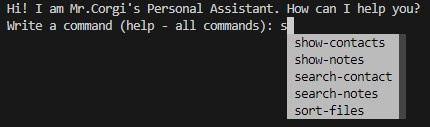 Hi! I am Mr.Corgi's Personal Assistant. How can I help you?
Write a command (help - all commands): s
show-contacts
show-notes
search-contact
search-notes
sort-files